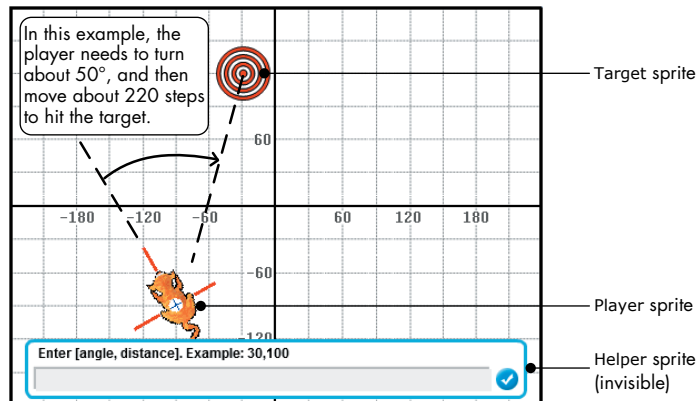 In this example, the
player needs to turn
about 50°, and then
move about 220 steps
to hit the target.
Target sprite
60
-180 -120 -60 60 120 180
-60
Player sprite
-120
Enter [angle, distance]. Example: 30,100
Helper sprite
(invisible)